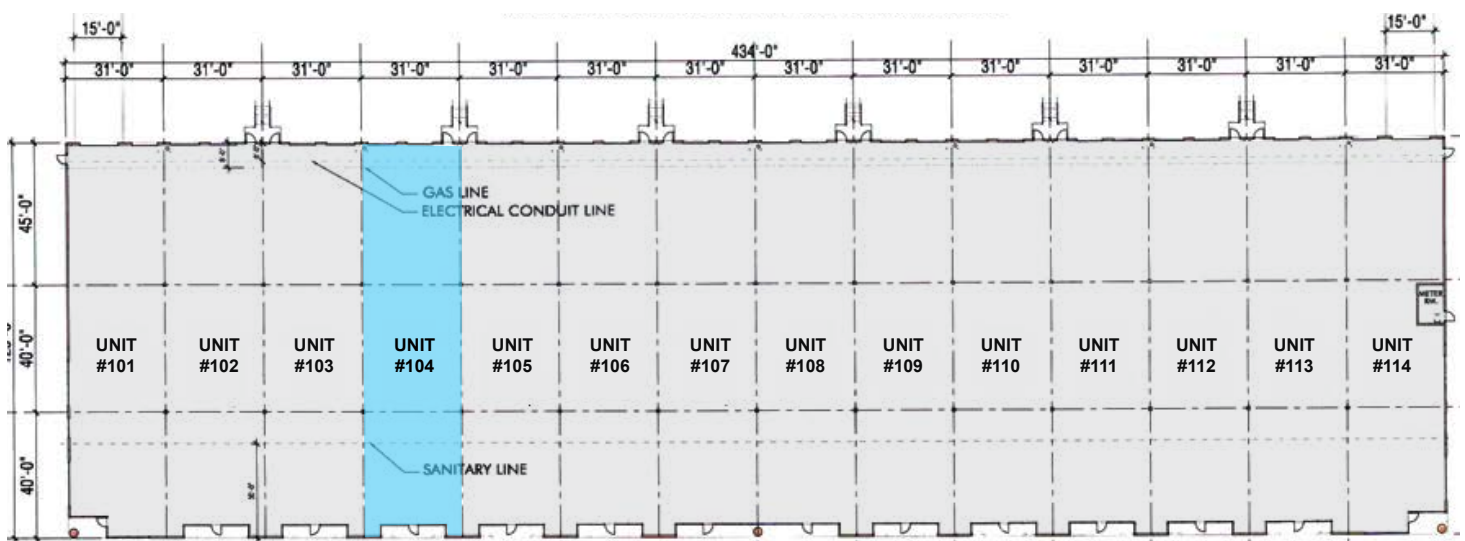 15'-0"
15'-0"
434'-0"
31'-0" 31'-0" 31'-0" 31'-0" 31'-0" 31'-0" 31'-0" 31'-0" 31'-0" 31'-0" 31'-0" 31'-0" 31'-0" 31'-0"
45'-0"
GAS LINE
ELECTRICAL CONDUIT LINE
METER
RM.
40'-0"
UNIT
#101
UNIT
#102
UNIT
#103
UNIT
#104
UNIT
#105
UNIT
#106
UNIT
#107
UNIT
#108
UNIT
#109
UNIT
#110
UNIT
#111
UNIT
#112
UNIT
#113
UNIT
#114
40'-0"
SANITARY LINE